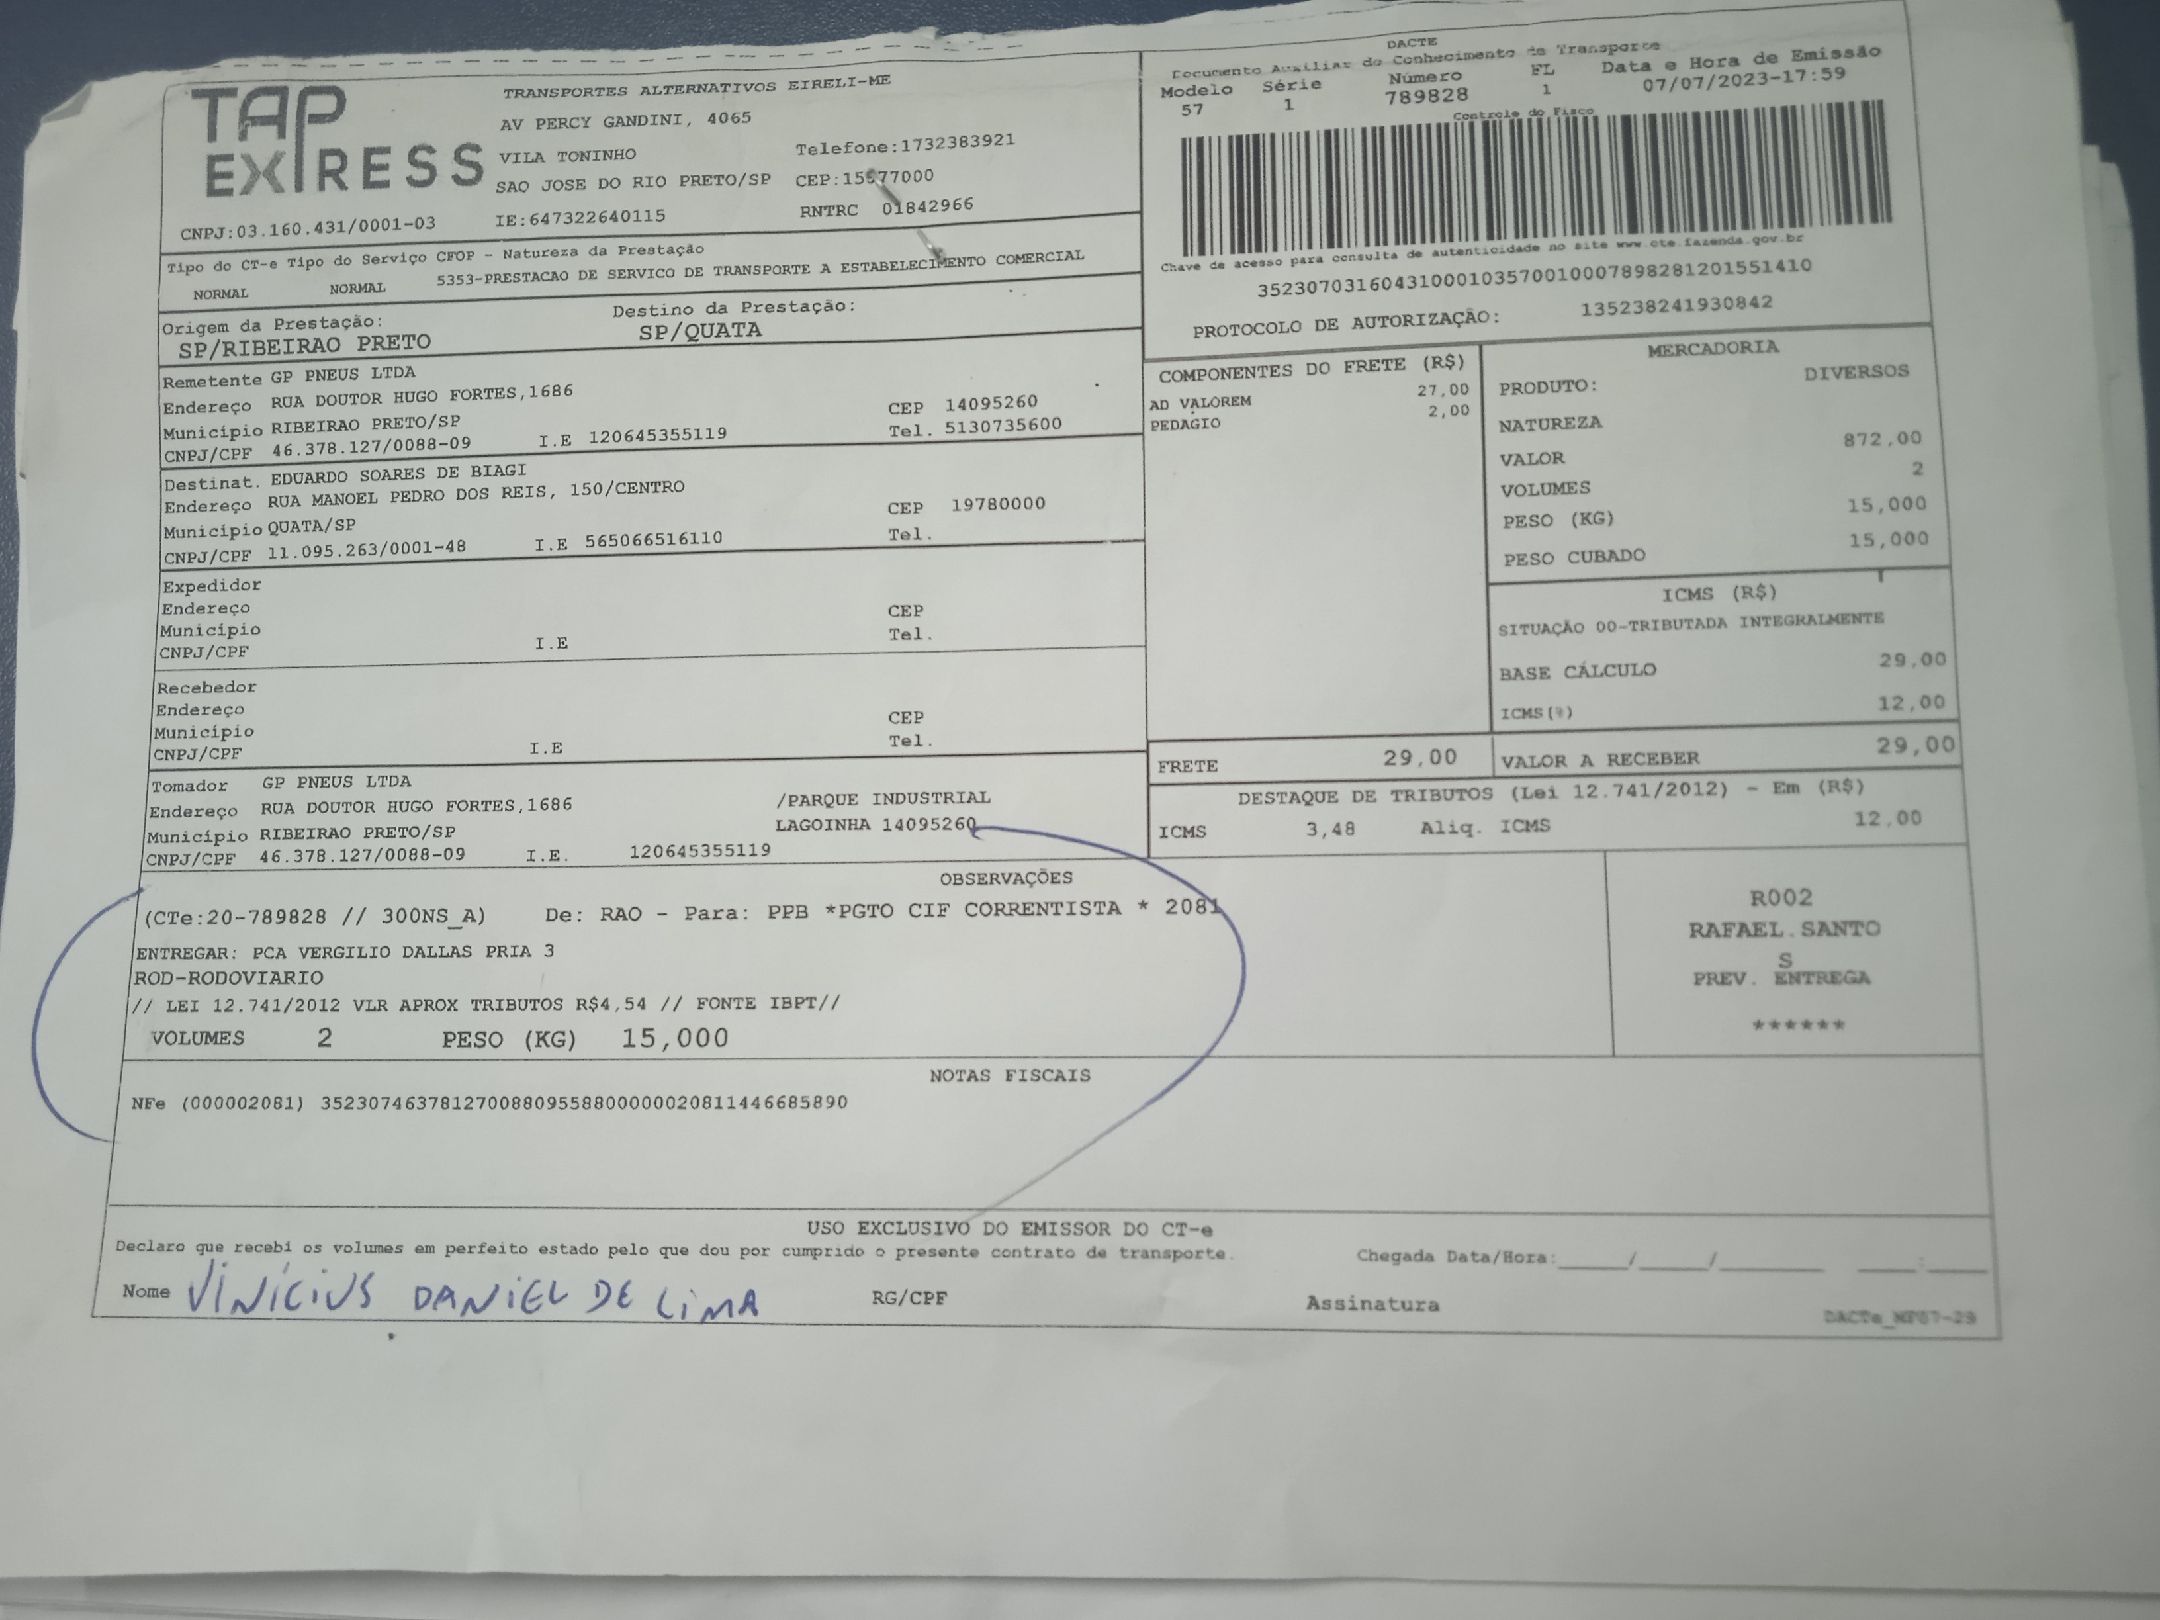 TAP EXPRESS
TRANSPORTES ALTERNATIVOS EIRELI-ME
AV PERCY GANDINI, 4065
VILA TONINHO Telefone:1732383921
SAO JOSE DO RIO PRETO/SP CEP:15577000
CNPJ:03.160.431/0001-03 IE:647322640115 RNTRC 01842966
Tipo do CT-e Tipo do Serviço CFOP - Natureza da Prestação
NORMAL NORMAL 5353-PRESTACAO DE SERVICO DE TRANSPORTE A ESTABELECIMENTO COMERCIAL
Origem da Prestação: Destino da Prestação:
SP/RIBEIRAO PRETO SP/QUATA
Remetente GP PNEUS LTDA
Endereço RUA DOUTOR HUGO FORTES,1686 CEP 14095260
Município RIBEIRAO PRETO/SP Tel. 5130735600
CNPJ/CPF 46.378.127/0088-09 I.E 120645355119
Destinat. EDUARDO SOARES DE BIAGI
Endereço RUA MANOEL PEDRO DOS REIS, 150/CENTRO CEP 19780000
Município QUATA/SP Tel.
CNPJ/CPF 11.095.263/0001-48 I.E 565066516110
Expedidor
Endereço CEP
Município Tel.
CNPJ/CPF I.E
Recebedor
Endereço CEP
Município Tel.
CNPJ/CPF I.E
Tomador GP PNEUS LTDA
Endereço RUA DOUTOR HUGO FORTES,1686 /PARQUE INDUSTRIAL
Município RIBEIRAO PRETO/SP LAGOINHA 14095260
CNPJ/CPF 46.378.127/0088-09 I.E. 120645355119
DACTE
Documento Auxiliar do Conhecimento de Transporte
Modelo Série Número FL Data e Hora de Emissão
57 1 789828 1 07/07/2023-17:59
Controle do Fisco
Chave de acesso para consulta de autenticidade no site www.cte.fazenda.gov.br
35230703160431000103570010007898281201551410
PROTOCOLO DE AUTORIZAÇÃO: 135238241930842
COMPONENTES DO FRETE (R$)
AD VALOREM 27,00
PEDAGIO 2,00
MERCADORIA
PRODUTO: DIVERSOS
NATUREZA
VALOR 872,00
VOLUMES 2
PESO (KG) 15,000
PESO CUBADO 15,000
ICMS (R$)
SITUAÇÃO 00-TRIBUTADA INTEGRALMENTE
BASE CÁLCULO 29,00
ICMS(%) 12,00
FRETE 29,00 VALOR A RECEBER 29,00
DESTAQUE DE TRIBUTOS (Lei 12.741/2012) - Em (R$)
ICMS 3,48 Aliq. ICMS 12,00
OBSERVAÇÕES
(CTe:20-789828 // 300NS_A) De: RAO - Para: PPB *PGTO CIF CORRENTISTA * 2081
ENTREGAR: PCA VERGILIO DALLAS PRIA 3
ROD-RODOVIARIO
// LEI 12.741/2012 VLR APROX TRIBUTOS R$4,54 // FONTE IBPT//
VOLUMES 2 PESO (KG) 15,000
R002
RAFAEL.SANTO
S
PREV. ENTREGA
******
NOTAS FISCAIS
NFe (000002081) 35230746378127008809558800000020811446685890
USO EXCLUSIVO DO EMISSOR DO CT-e
Declaro que recebi os volumes em perfeito estado pelo que dou por cumprido o presente contrato de transporte. Chegada Data/Hora:_____/_____/________ ____:____
Nome VINÍCIUS DANIEL DE LIMA RG/CPF Assinatura